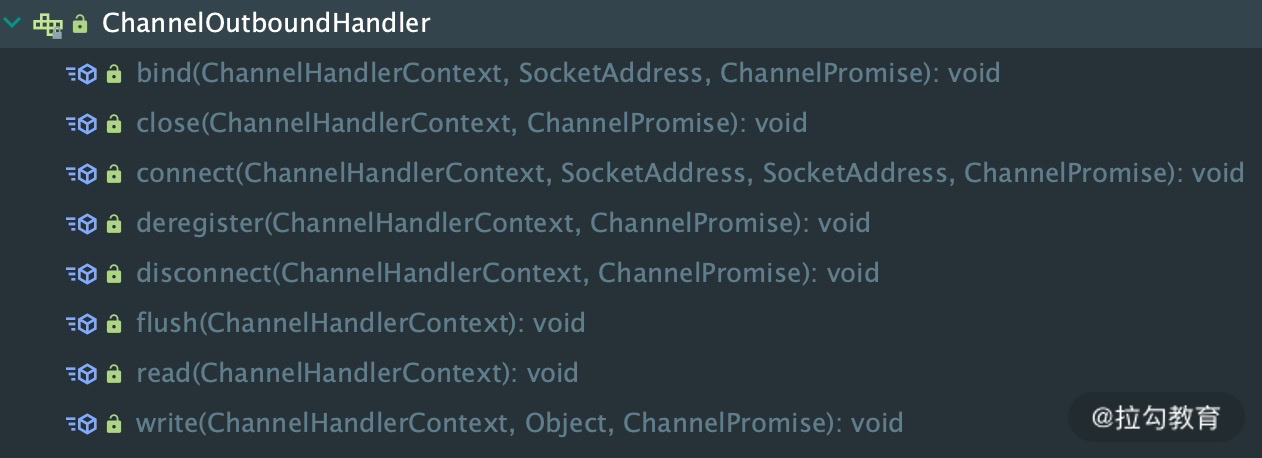 ChannelOutboundHandler
bind(ChannelHandlerContext, SocketAddress, ChannelPromise): void
close(ChannelHandlerContext, ChannelPromise): void
connect(ChannelHandlerContext, SocketAddress, SocketAddress, ChannelPromise): void
deregister(ChannelHandlerContext, ChannelPromise): void
disconnect(ChannelHandlerContext, ChannelPromise): void
flush(ChannelHandlerContext): void
read(ChannelHandlerContext): void
write(ChannelHandlerContext, Object, ChannelPromise): void
@拉勾教育